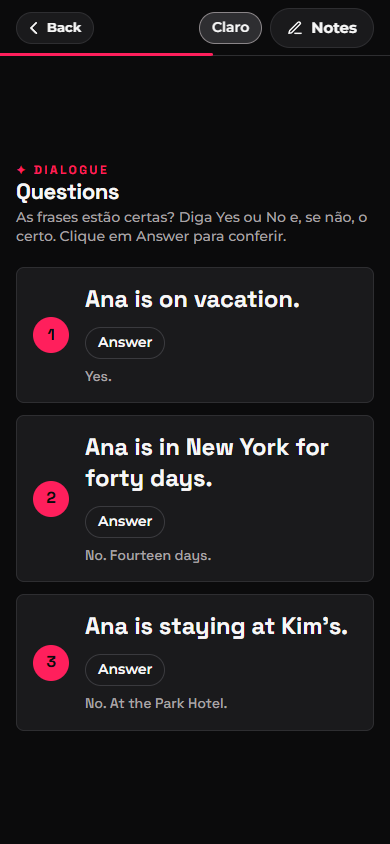 Back
Claro
Notes
DIALOGUE
Questions
As frases estão certas? Diga Yes ou No e, se não, o
certo. Clique em Answer para conferir.
1
Ana is on vacation.
Answer
Yes.
2
Ana is in New York for
forty days.
Answer
No. Fourteen days.
3
Ana is staying at Kim's.
Answer
No. At the Park Hotel.